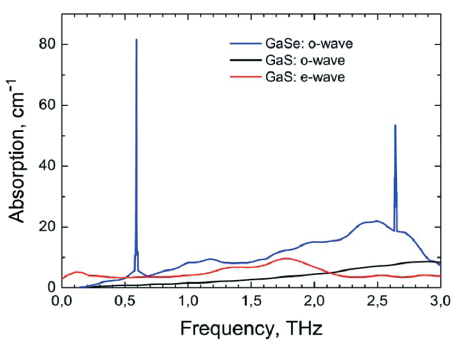 80
60
40
20
0
Absorption, cm⁻¹
GaSe: o-wave
GaS: o-wave
GaS: e-wave
0,0 0,5 1,0 1,5 2,0 2,5 3,0
Frequency, THz